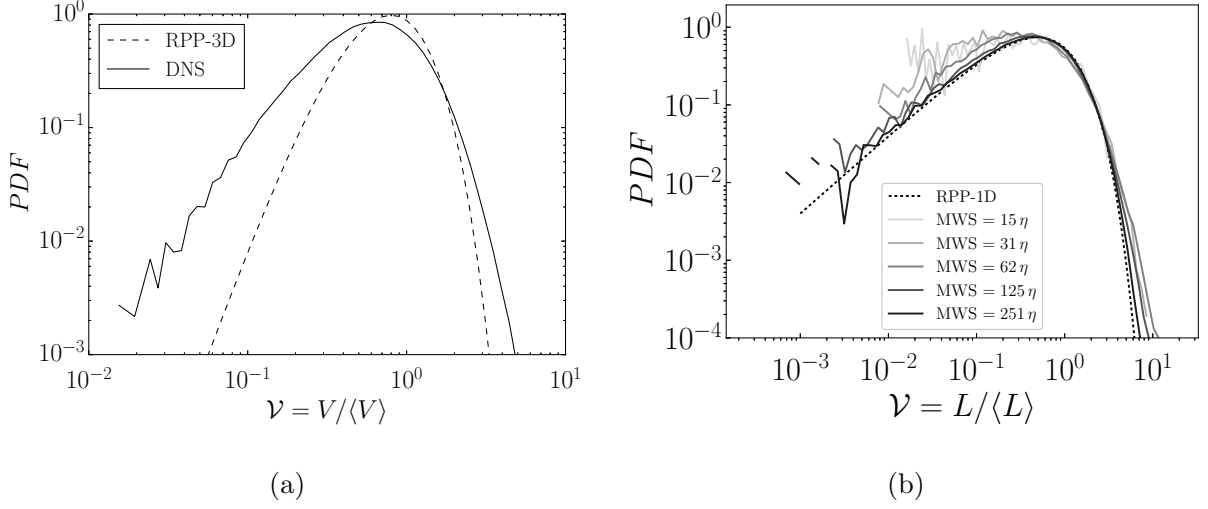 10^0
10^-1
10^-2
10^-3
10^-2 10^-1 10^0 10^1
PDF
𝒱 = V/⟨V⟩
RPP-3D
DNS
(a)
10^0
10^-1
10^-2
10^-3
10^-4
10^-3 10^-2 10^-1 10^0 10^1
PDF
𝒱 = L/⟨L⟩
RPP-1D
MWS = 15 η
MWS = 31 η
MWS = 62 η
MWS = 125 η
MWS = 251 η
(b)